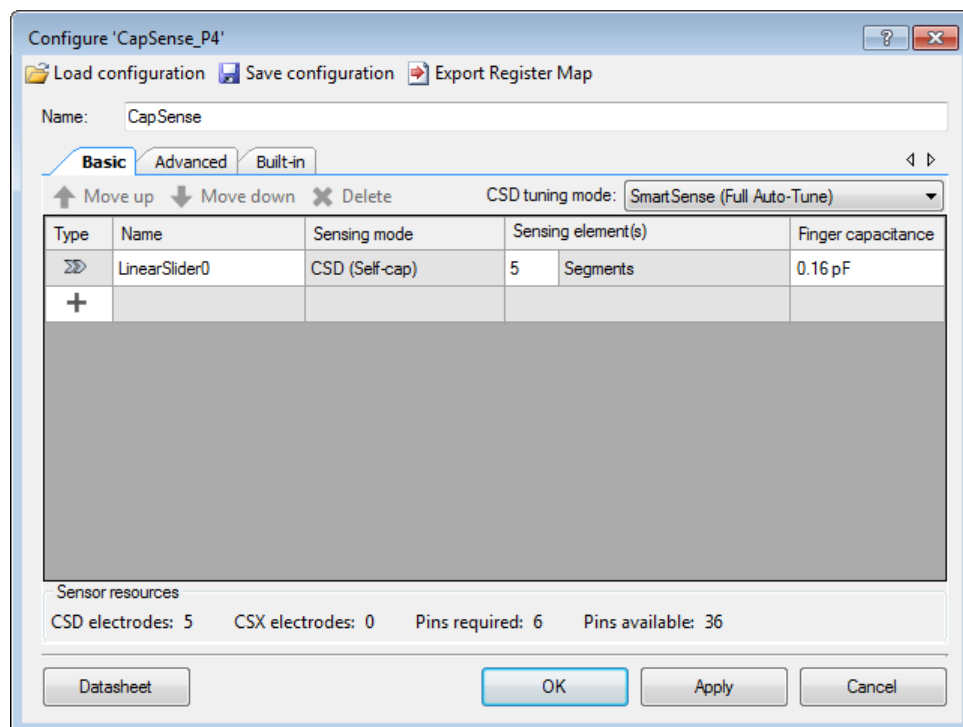 Configure 'CapSense_P4'
Load configuration Save configuration Export Register Map
Name: CapSense
Basic Advanced Built-in
Move up Move down Delete CSD tuning mode: SmartSense (Full Auto-Tune)
Type Name Sensing mode Sensing element(s) Finger capacitance
LinearSlider0 CSD (Self-cap) 5 Segments 0.16 pF
Sensor resources
CSD electrodes: 5 CSX electrodes: 0 Pins required: 6 Pins available: 36
Datasheet OK Apply Cancel